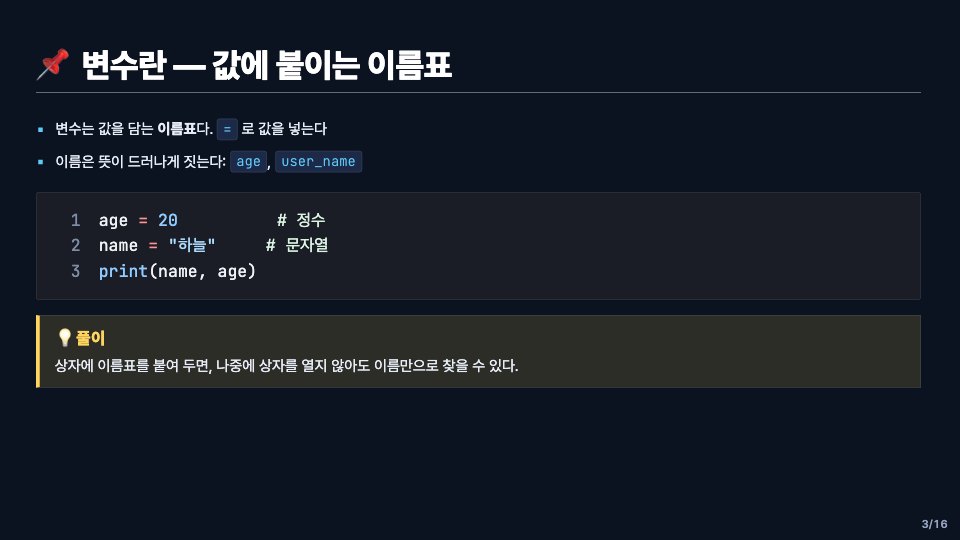 📌 변수란 — 값에 붙이는 이름표
▪ 변수는 값을 담는 이름표다. = 로 값을 넣는다
▪ 이름은 뜻이 드러나게 짓는다: age, user_name
1 age = 20          # 정수
2 name = "하늘"     # 문자열
3 print(name, age)
💡풀이
상자에 이름표를 붙여 두면, 나중에 상자를 열지 않아도 이름만으로 찾을 수 있다.
3/16